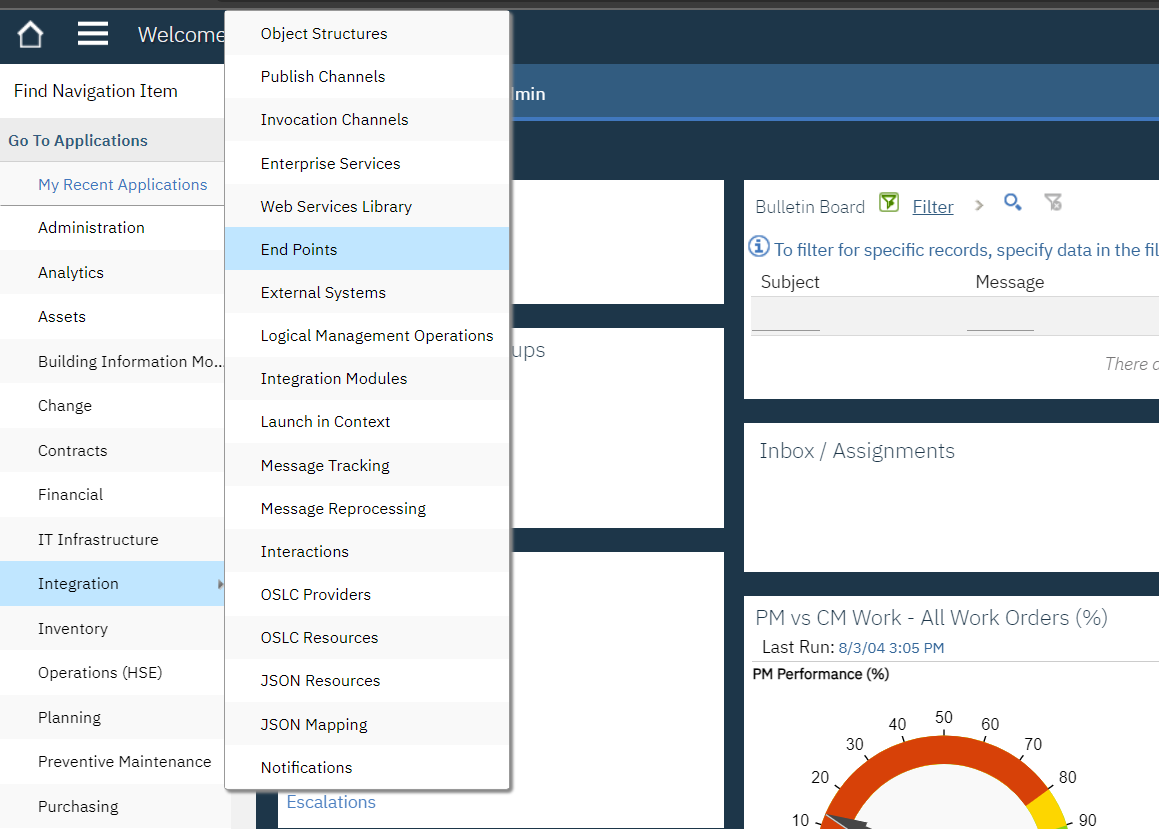 Welcome
Find Navigation Item
Go To Applications
My Recent Applications
Administration
Analytics
Assets
Building Information Mo...
Change
Contracts
Financial
IT Infrastructure
Integration
Inventory
Operations (HSE)
Planning
Preventive Maintenance
Purchasing
Object Structures
Publish Channels
Invocation Channels
Enterprise Services
Web Services Library
End Points
External Systems
Logical Management Operations
Integration Modules
Launch in Context
Message Tracking
Message Reprocessing
Interactions
OSLC Providers
OSLC Resources
JSON Resources
JSON Mapping
Notifications
Escalations
min
ups
Bulletin Board Filter
To filter for specific records, specify data in the fil
Subject Message
There
Inbox / Assignments
PM vs CM Work - All Work Orders (%)
Last Run: 8/3/04 3:05 PM
PM Performance (%)
10
20
30
40
50
60
70
80
90